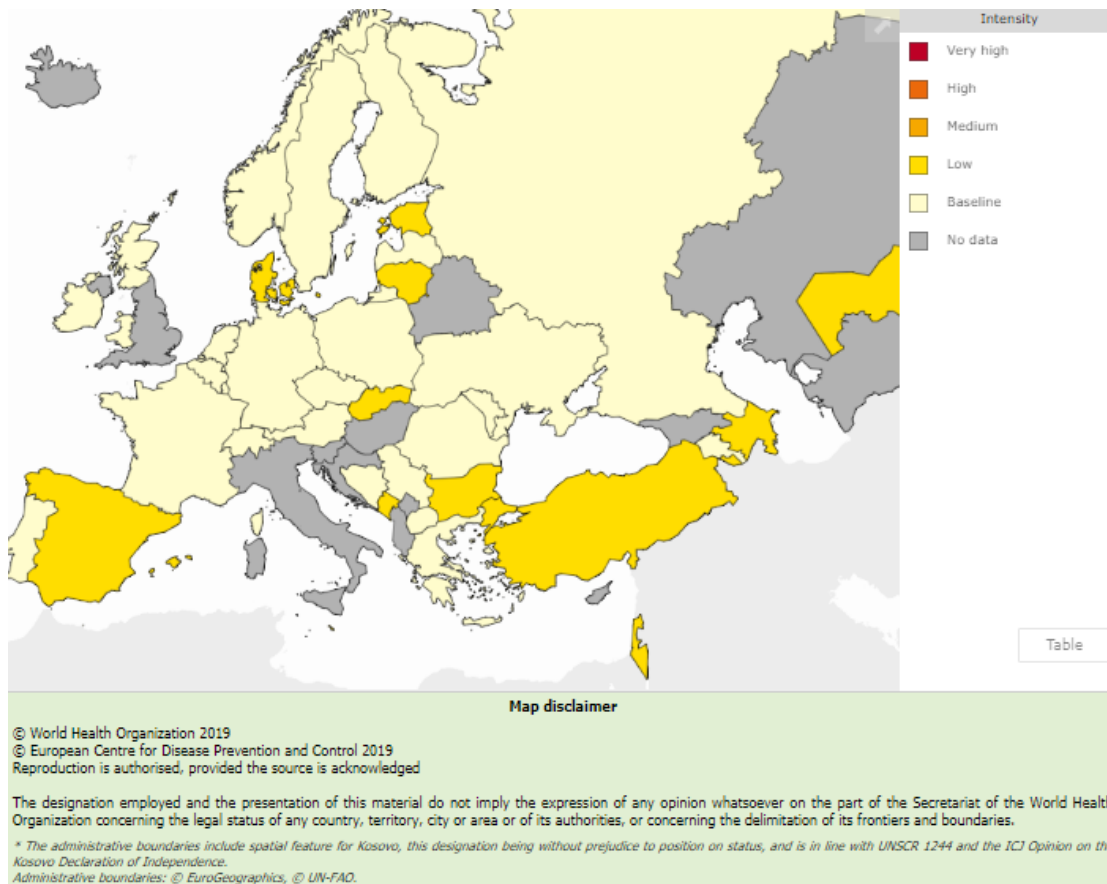 Intensity
Very high
High
Medium
Low
Baseline
No data
Table
Map disclaimer
© World Health Organization 2019
© European Centre for Disease Prevention and Control 2019
Reproduction is authorised, provided the source is acknowledged
The designation employed and the presentation of this material do not imply the expression of any opinion whatsoever on the part of the Secretariat of the World Health
Organization concerning the legal status of any country, territory, city or area or of its authorities, or concerning the delimitation of its frontiers and boundaries.
* The administrative boundaries include spatial feature for Kosovo, this designation being without prejudice to position on status, and is in line with UNSCR 1244 and the ICJ Opinion on th
Kosovo Declaration of Independence.
Administrative boundaries: © EuroGeographics, © UN-FAO.